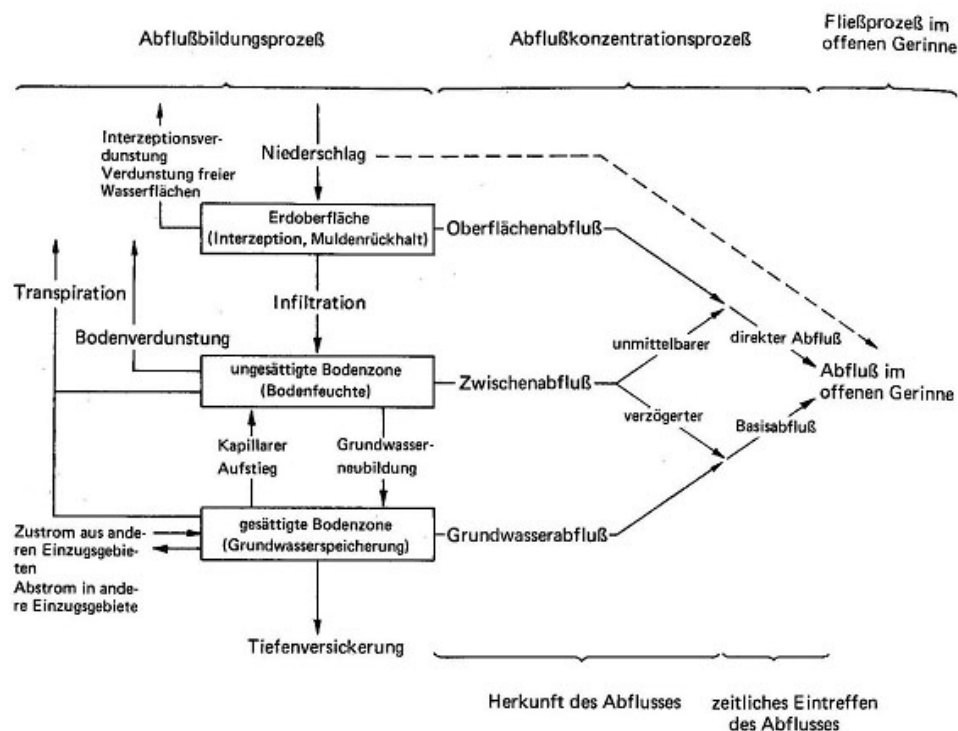 Abflußbildungsprozeß
Abflußkonzentrationsprozeß
Fließprozeß im
offenen Gerinne
Interzeptionsver-
dunstung
Verdunstung freier
Wasserflächen
Niederschlag
Erdoberfläche
(Interzeption, Muldenrückhalt)
Oberflächenabfluß
Transpiration
Infiltration
Bodenverdunstung
unmittelbarer
direkter Abfluß
ungesättigte Bodenzone
(Bodenfeuchte)
Zwischenabfluß
Abfluß im
offenen Gerinne
verzögerter
Basisabfluß
Kapillarer
Aufstieg
Grundwasser-
neubildung
gesättigte Bodenzone
(Grundwasserspeicherung)
Grundwasserabfluß
Zustrom aus ande-
ren Einzugsgebie-
ten
Abstrom in ande-
re Einzugsgebiete
Tiefenversickerung
Herkunft des Abflusses
zeitliches Eintreffen
des Abflusses